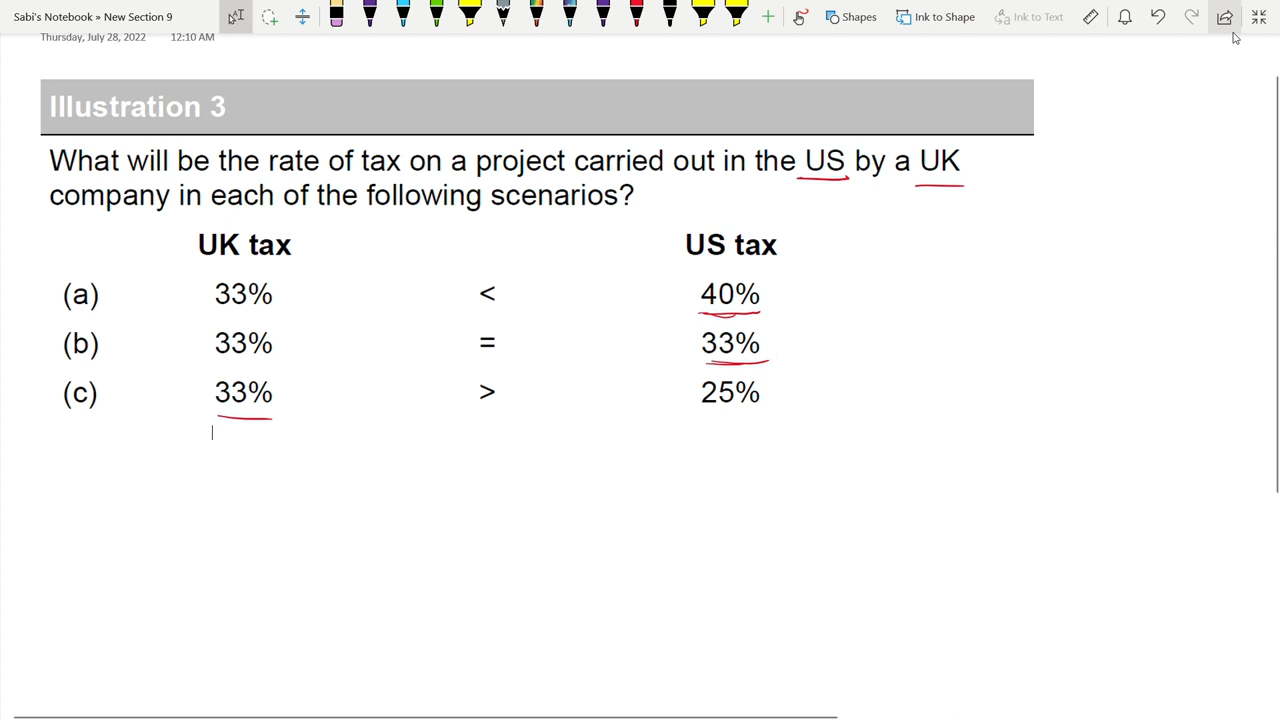 Sabi's Notebook » New Section 9
Shapes
Ink to Shape
Ink to Text
Thursday, July 28, 2022 12:10 AM
Illustration 3
What will be the rate of tax on a project carried out in the US by a UK
company in each of the following scenarios?
UK tax US tax
(a) 33% < 40%
(b) 33% = 33%
(c) 33% > 25%